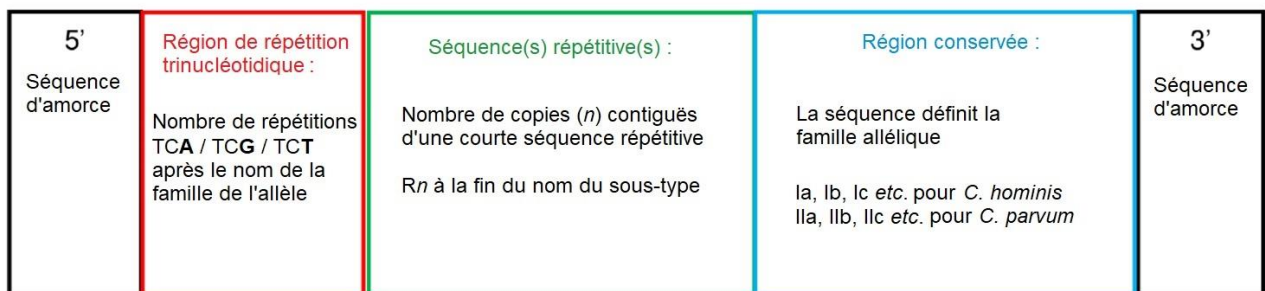 5’
Séquence
d'amorce
Région de répétition
trinucléotidique :
Nombre de répétitions
TCA / TCG / TCT
après le nom de la
famille de l'allèle
Séquence(s) répétitive(s) :
Nombre de copies (n) contiguës
d'une courte séquence répétitive
Rn à la fin du nom du sous-type
Région conservée :
La séquence définit la
famille allélique
Ia, Ib, Ic etc. pour C. hominis
IIa, IIb, IIc etc. pour C. parvum
3’
Séquence
d'amorce